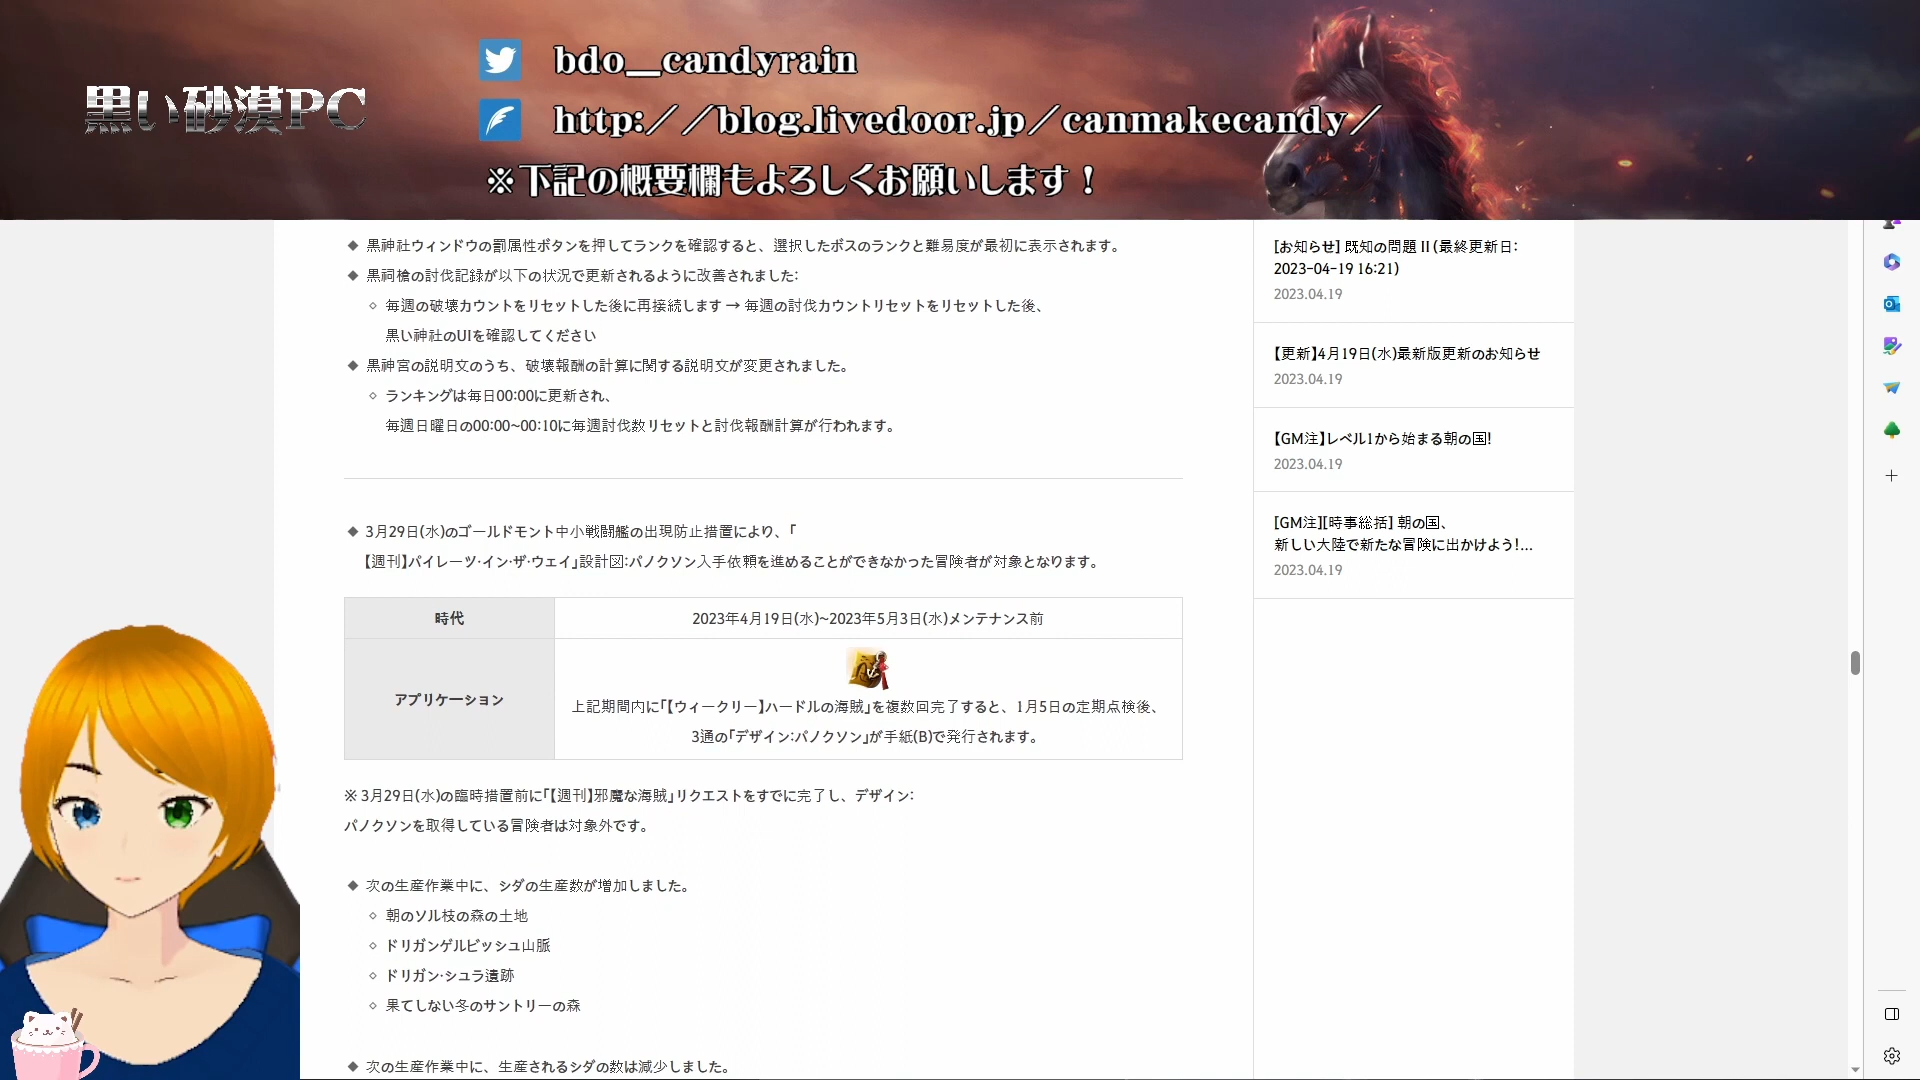 黒い砂漠PC
bdo__candyrain
http://blog.livedoor.jp/canmakecandy/
※下記の概要欄もよろしくお願いします！
◆ 黒神社ウィンドウの罰属性ボタンを押してランクを確認すると、選択したボスのランクと難易度が最初に表示されます。
◆ 黒祠槍の討伐記録が以下の状況で更新されるように改善されました:
◇ 毎週の破壊カウントをリセットした後に再接続します → 毎週の討伐カウントリセットをリセットした後、
黒い神社のUIを確認してください
◆ 黒神宮の説明文のうち、破壊報酬の計算に関する説明文が変更されました。
◇ ランキングは毎日00:00に更新され、
毎週日曜日の00:00~00:10に毎週討伐数リセットと討伐報酬計算が行われます。
◆ 3月29日(水)のゴールドモント中小戦闘艦の出現防止措置により、「
【週刊】パイレーツ·イン·ザ·ウェイ」設計図:パノクソン入手依頼を進めることができなかった冒険者が対象となります。
時代
2023年4月19日(水)~2023年5月3日(水)メンテナンス前
アプリケーション
上記期間内に「【ウィークリー】ハードルの海賊」を複数回完了すると、1月5日の定期点検後、
3通の「デザイン:パノクソン」が手紙(B)で発行されます。
※ 3月29日(水)の臨時措置前に「【週刊】邪魔な海賊」リクエストをすでに完了し、デザイン:
パノクソンを取得している冒険者は対象外です。
◆ 次の生産作業中に、シダの生産数が増加しました。
◇ 朝のソル枝の森の土地
◇ ドリガンゲルビッシュ山脈
◇ ドリガン·シュラ遺跡
◇ 果てしない冬のサントリーの森
◆ 次の生産作業中に、生産されるシダの数は減少しました。
[お知らせ] 既知の問題 II (最終更新日:
2023-04-19 16:21)
2023.04.19
【更新】4月19日(水)最新版更新のお知らせ
2023.04.19
【GM注】レベル1から始まる朝の国!
2023.04.19
[GM注][時事総括] 朝の国、
新しい大陸で新たな冒険に出かけよう!...
2023.04.19